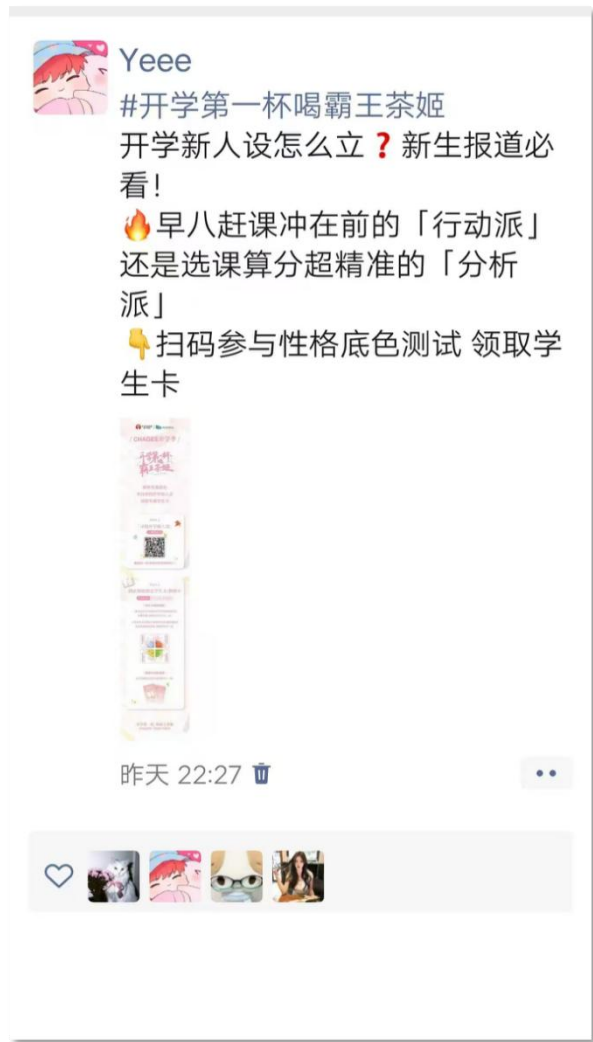 Yeee
#开学第一杯喝霸王茶姬
开学新人设怎么立❓新生报道必
看!
🔥早八赶课冲在前的「行动派」
还是选课算分超精准的「分析
派」
👇扫码参与性格底色测试 领取学
生卡
昨天 22:27